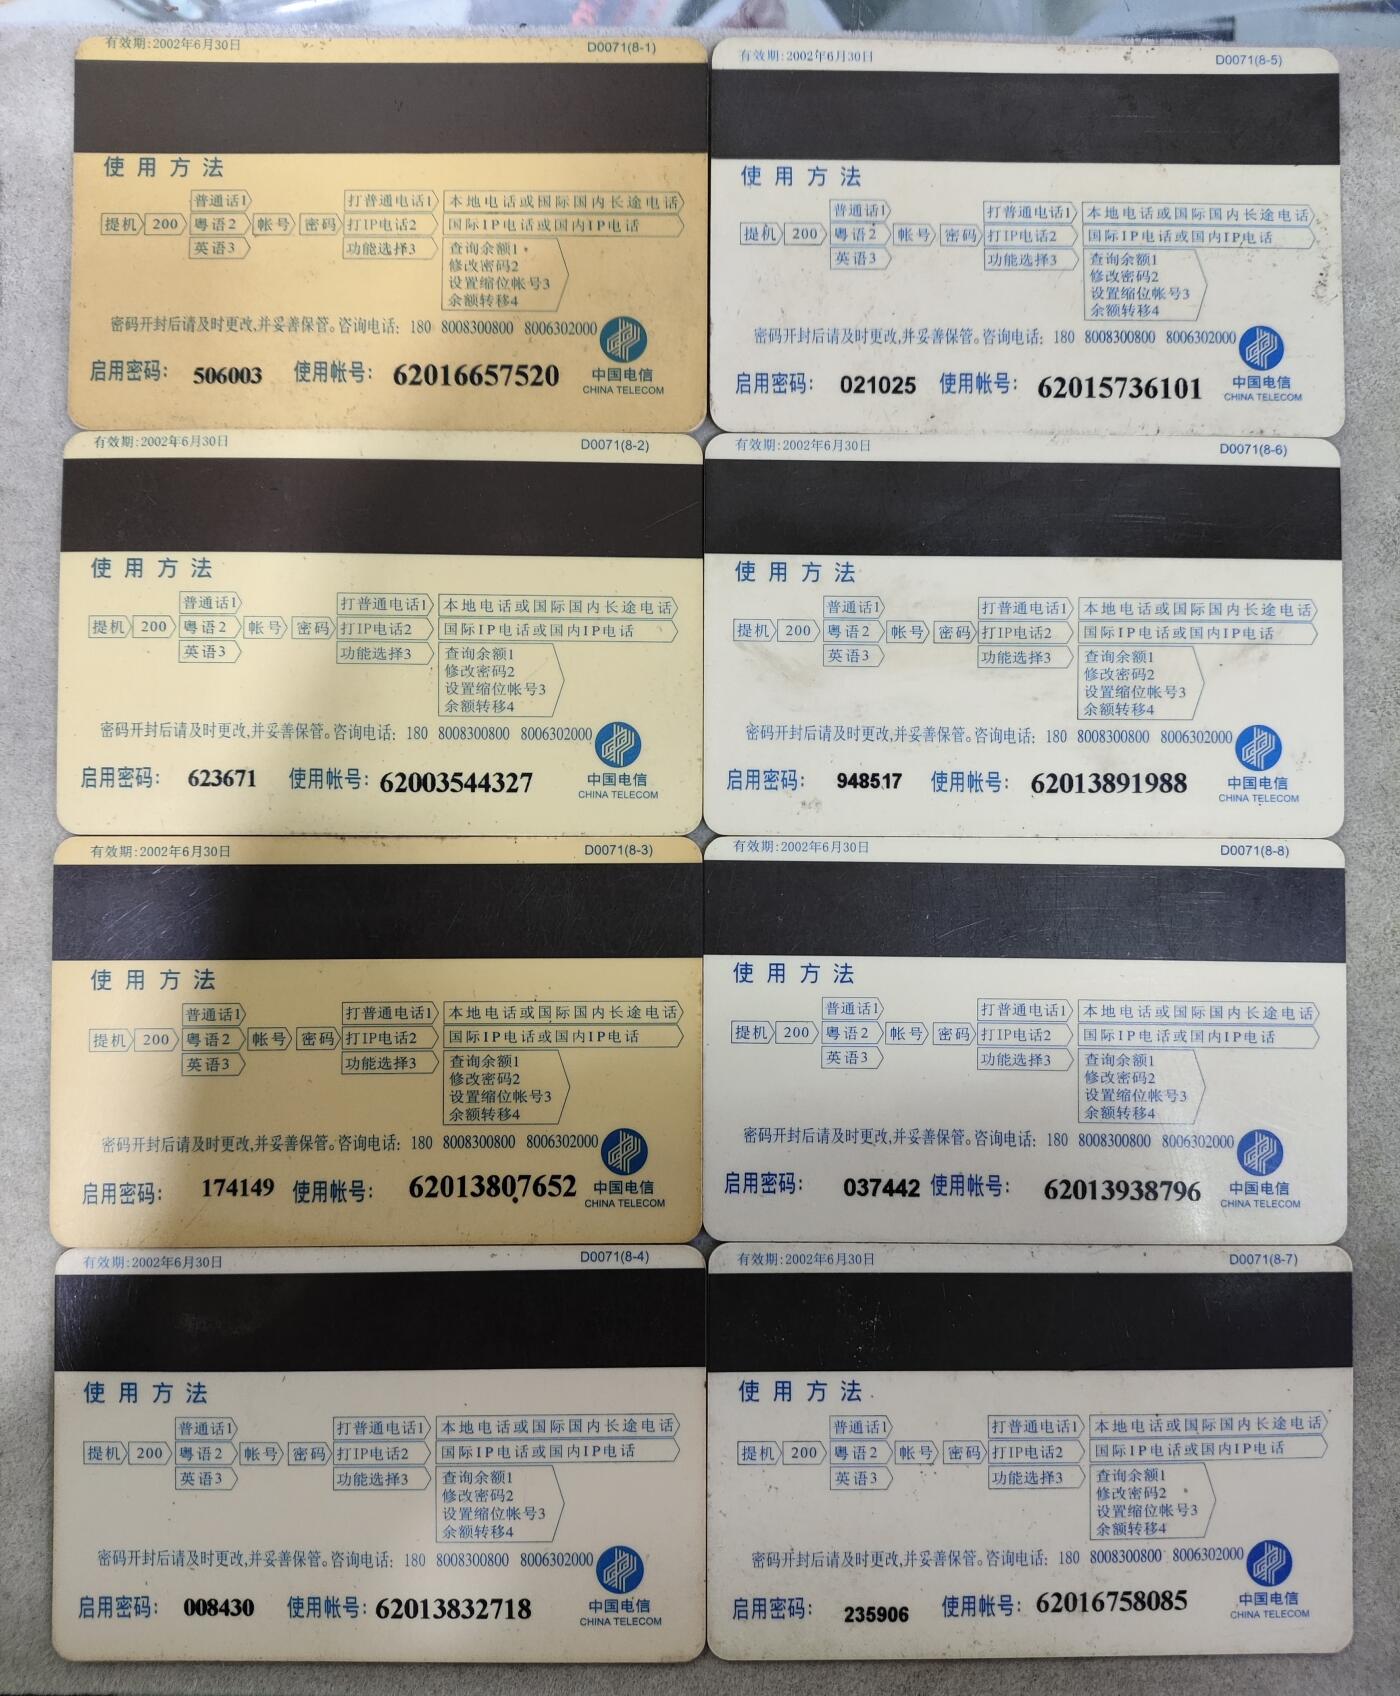 有效期:2002年6月30日 D0071(8-1)
使用方法
普通话1 打普通电话1 本地电话或国际国内长途电话
提机 200 粤语2 帐号 密码 打IP电话2 国际IP电话或国内IP电话
英语3 功能选择3 查询余额1
修改密码2
设置缩位帐号3
余额转移4
密码开封后请及时更改,并妥善保管。咨询电话: 180 8008300800 8006302000
启用密码: 506003 使用帐号: 62016657520
中国电信
CHINA TELECOM
有效期:2002年6月30日 D0071(8-5)
使用方法
普通话1 打普通电话1 本地电话或国际国内长途电话
提机 200 粤语2 帐号 密码 打IP电话2 国际IP电话或国内IP电话
英语3 功能选择3 查询余额1
修改密码2
设置缩位帐号3
余额转移4
密码开封后请及时更改,并妥善保管。咨询电话: 180 8008300800 8006302000
启用密码: 021025 使用帐号: 62015736101
中国电信
CHINA TELECOM
有效期:2002年6月30日 D0071(8-2)
使用方法
普通话1 打普通电话1 本地电话或国际国内长途电话
提机 200 粤语2 帐号 密码 打IP电话2 国际IP电话或国内IP电话
英语3 功能选择3 查询余额1
修改密码2
设置缩位帐号3
余额转移4
密码开封后请及时更改,并妥善保管。咨询电话: 180 8008300800 8006302000
启用密码: 623671 使用帐号: 62003544327
中国电信
CHINA TELECOM
有效期:2002年6月30日 D0071(8-6)
使用方法
普通话1 打普通电话1 本地电话或国际国内长途电话
提机 200 粤语2 帐号 密码 打IP电话2 国际IP电话或国内IP电话
英语3 功能选择3 查询余额1
修改密码2
设置缩位帐号3
余额转移4
密码开封后请及时更改,并妥善保管。咨询电话: 180 8008300800 8006302000
启用密码: 948517 使用帐号: 62013891988
中国电信
CHINA TELECOM
有效期:2002年6月30日 D0071(8-3)
使用方法
普通话1 打普通电话1 本地电话或国际国内长途电话
提机 200 粤语2 帐号 密码 打IP电话2 国际IP电话或国内IP电话
英语3 功能选择3 查询余额1
修改密码2
设置缩位帐号3
余额转移4
密码开封后请及时更改,并妥善保管。咨询电话: 180 8008300800 8006302000
启用密码: 174149 使用帐号: 62013807652
中国电信
CHINA TELECOM
有效期:2002年6月30日 D0071(8-8)
使用方法
普通话1 打普通电话1 本地电话或国际国内长途电话
提机 200 粤语2 帐号 密码 打IP电话2 国际IP电话或国内IP电话
英语3 功能选择3 查询余额1
修改密码2
设置缩位帐号3
余额转移4
密码开封后请及时更改,并妥善保管。咨询电话: 180 8008300800 8006302000
启用密码: 037442 使用帐号: 62013938796
中国电信
CHINA TELECOM
有效期:2002年6月30日 D0071(8-4)
使用方法
普通话1 打普通电话1 本地电话或国际国内长途电话
提机 200 粤语2 帐号 密码 打IP电话2 国际IP电话或国内IP电话
英语3 功能选择3 查询余额1
修改密码2
设置缩位帐号3
余额转移4
密码开封后请及时更改,并妥善保管。咨询电话: 180 8008300800 8006302000
启用密码: 008430 使用帐号: 62013832718
中国电信
CHINA TELECOM
有效期:2002年6月30日 D0071(8-7)
使用方法
普通话1 打普通电话1 本地电话或国际国内长途电话
提机 200 粤语2 帐号 密码 打IP电话2 国际IP电话或国内IP电话
英语3 功能选择3 查询余额1
修改密码2
设置缩位帐号3
余额转移4
密码开封后请及时更改,并妥善保管。咨询电话: 180 8008300800 8006302000
启用密码: 235906 使用帐号: 62016758085
中国电信
CHINA TELECOM